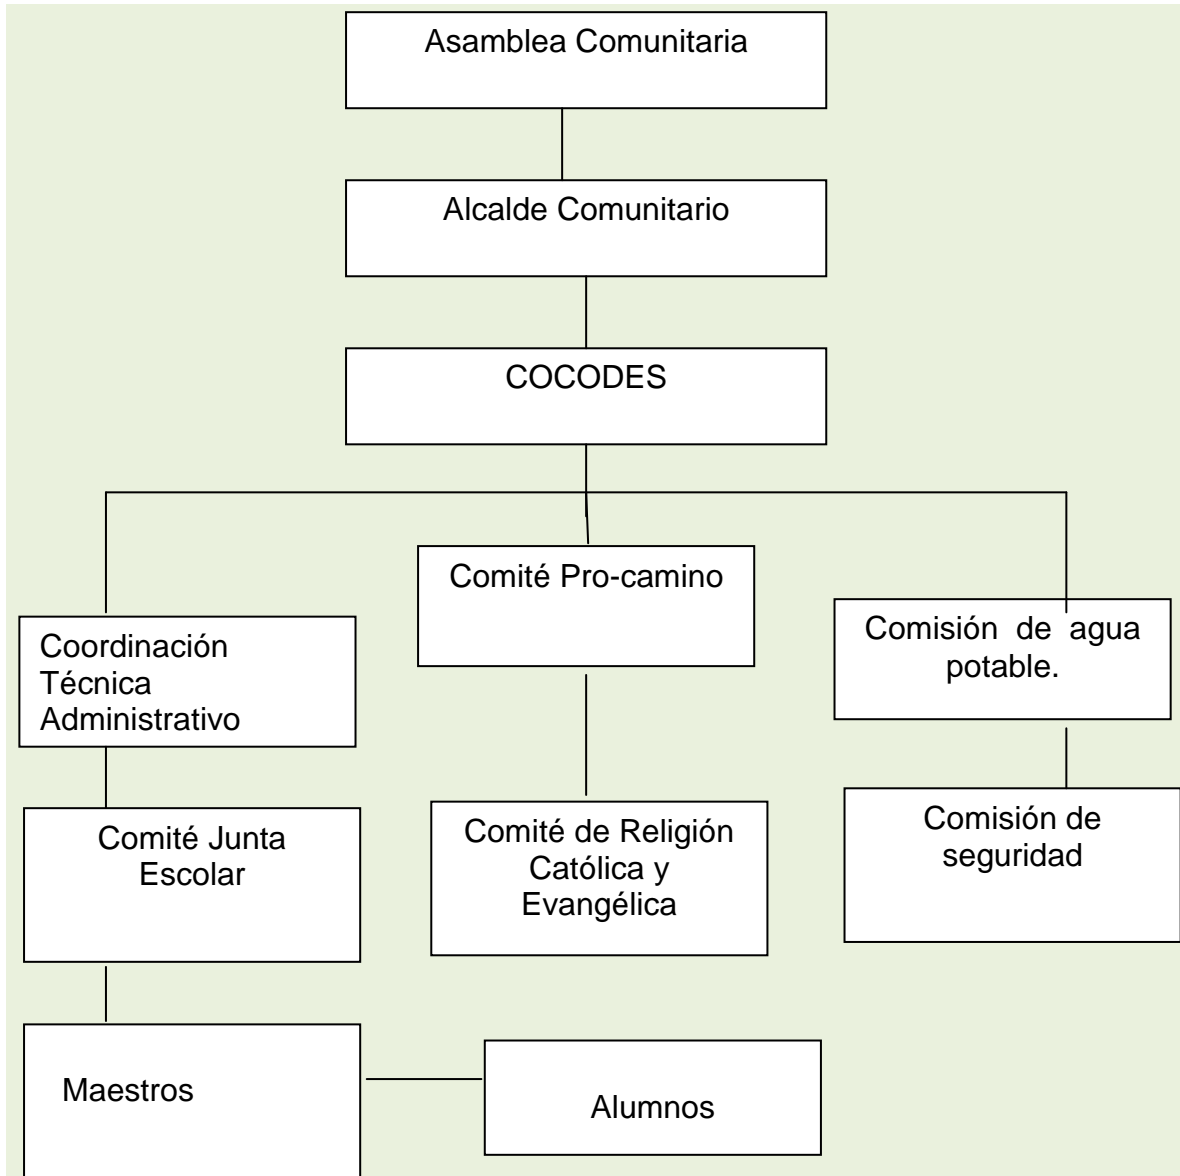 Asamblea Comunitaria
Alcalde Comunitario
COCODES
Comité Pro-camino
Coordinación
Técnica
Administrativo
Comisión de agua
potable.
Comité Junta
Escolar
Comité de Religión
Católica y
Evangélica
Comisión de
seguridad
Maestros
Alumnos